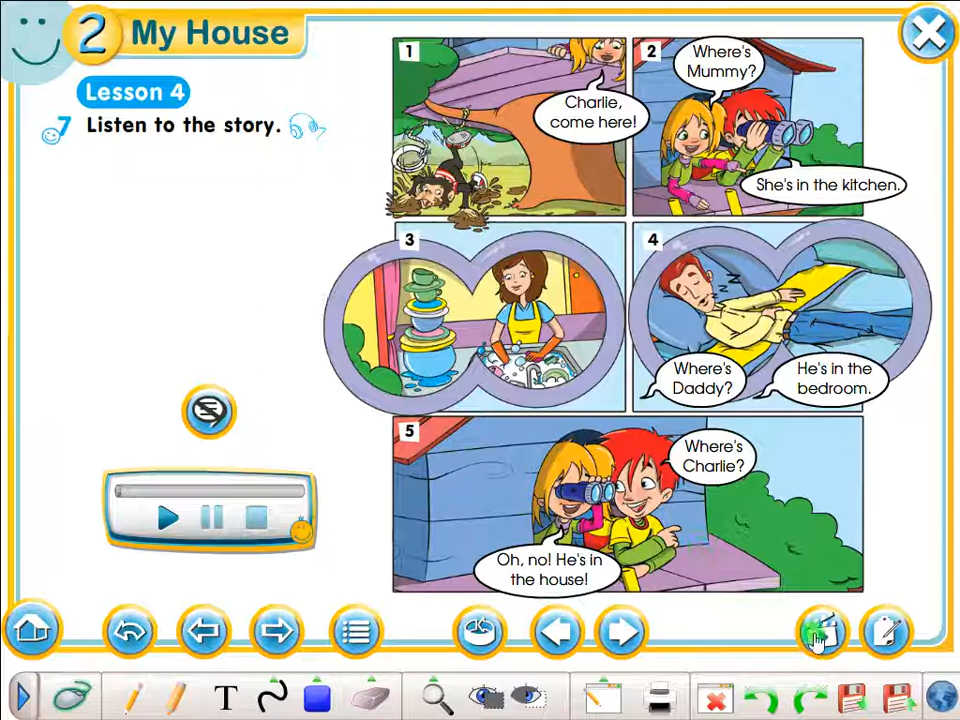 2 My House
Lesson 4
7 Listen to the story.
1
Charlie,
come here!
2
Where's
Mummy?
She's in the kitchen.
3
4
z z z
Where's
Daddy?
He's in the
bedroom.
5
Where's
Charlie?
Oh, no! He's in
the house!
T